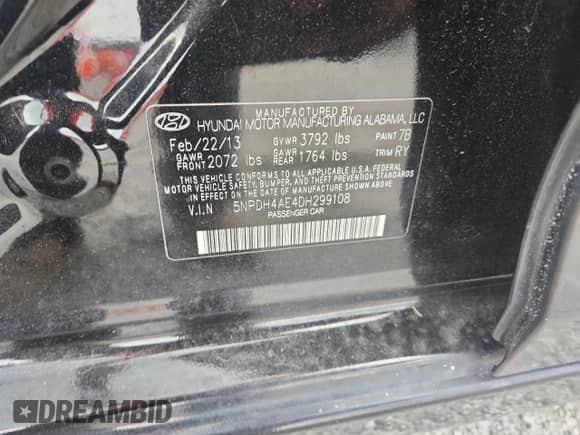 MANUFACTURED BY
HYUNDAI MOTOR MANUFACTURING ALABAMA, LLC
Feb/22/13 GVWR 3792 lbs PAINT 7B
GAWR FRONT 2072 lbs GAWR REAR 1764 lbs TRIM RY
THIS VEHICLE CONFORMS TO ALL APPLICABLE U.S.A. FEDERAL
MOTOR VEHICLE SAFETY, BUMPER, AND THEFT PREVENTION STANDARDS
IN EFFECT ON THE DATE OF MANUFACTURE SHOWN ABOVE.
V.I.N 5NPDH4AE4DH299108
PASSENGER CAR
DREAMBID